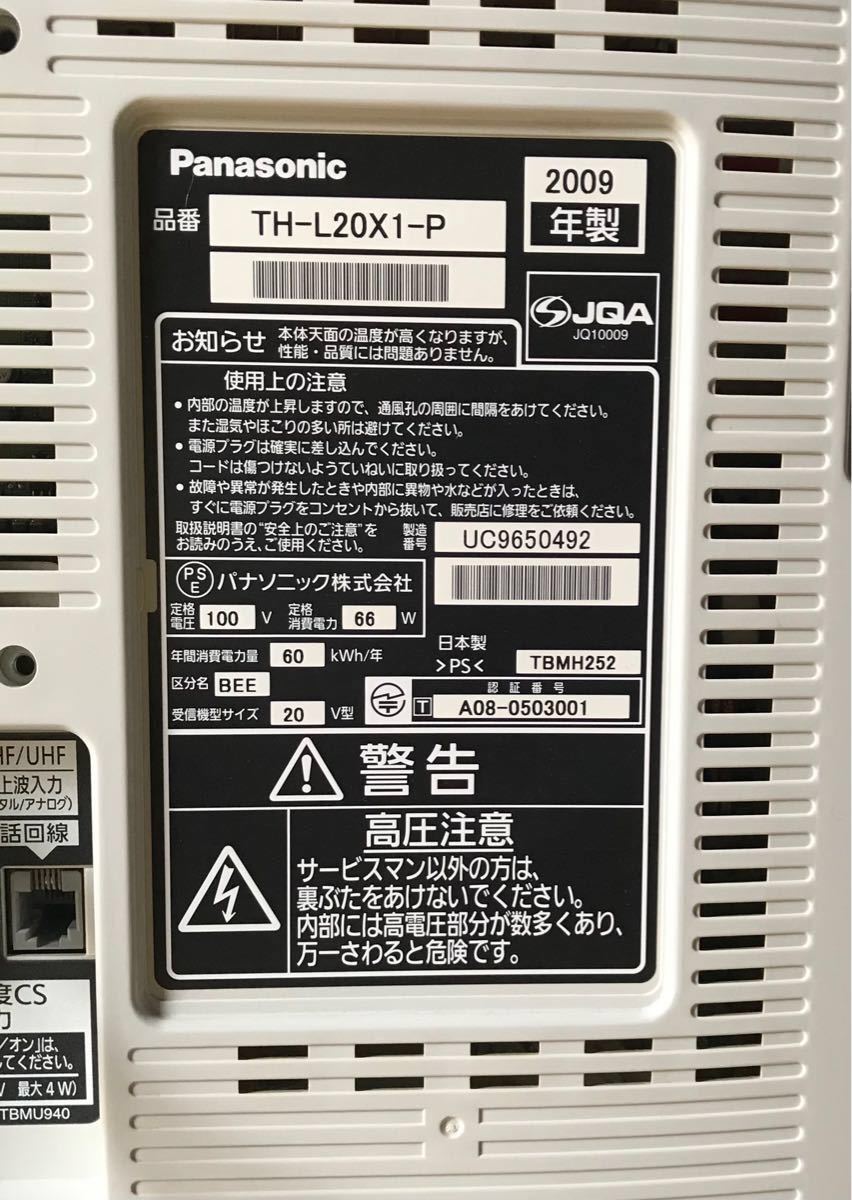 Panasonic
2009
年製
品番
TH-L20X1-P
JQA
JQ10009
お知らせ 本体天面の温度が高くなりますが、
性能・品質には問題ありません。
使用上の注意
• 内部の温度が上昇しますので、通風孔の周囲に間隔をあけてください。
また湿気やほこりの多い所は避けてください。
• 電源プラグは確実に差し込んでください。
コードは傷つけないようていねいに取り扱ってください。
• 故障や異常が発生したときや内部に異物や水などが入ったときは、
すぐに電源プラグをコンセントから抜いて、販売店に修理をご依頼ください。
取扱説明書の"安全上のご注意"を
お読みのうえ、ご使用ください。
製造
番号
UC9650492
PSE パナソニック株式会社
定格
電圧 100 V 定格
消費電力 66 W
年間消費電力量 60 kWh/年
区分名 BEE
受信機型サイズ 20 V型
日本製
>PS<
TBMH252
認証番号
T A08-0503001
警告
高圧注意
サービスマン以外の方は、
裏ぶたをあけないでください。
内部には高電圧部分が数多くあり、
万一さわると危険です。
HF/UHF
上波入力
タル/アナログ)
話回線
度CS
力
/オン」は、
してください。
最大4W)
TBMU940